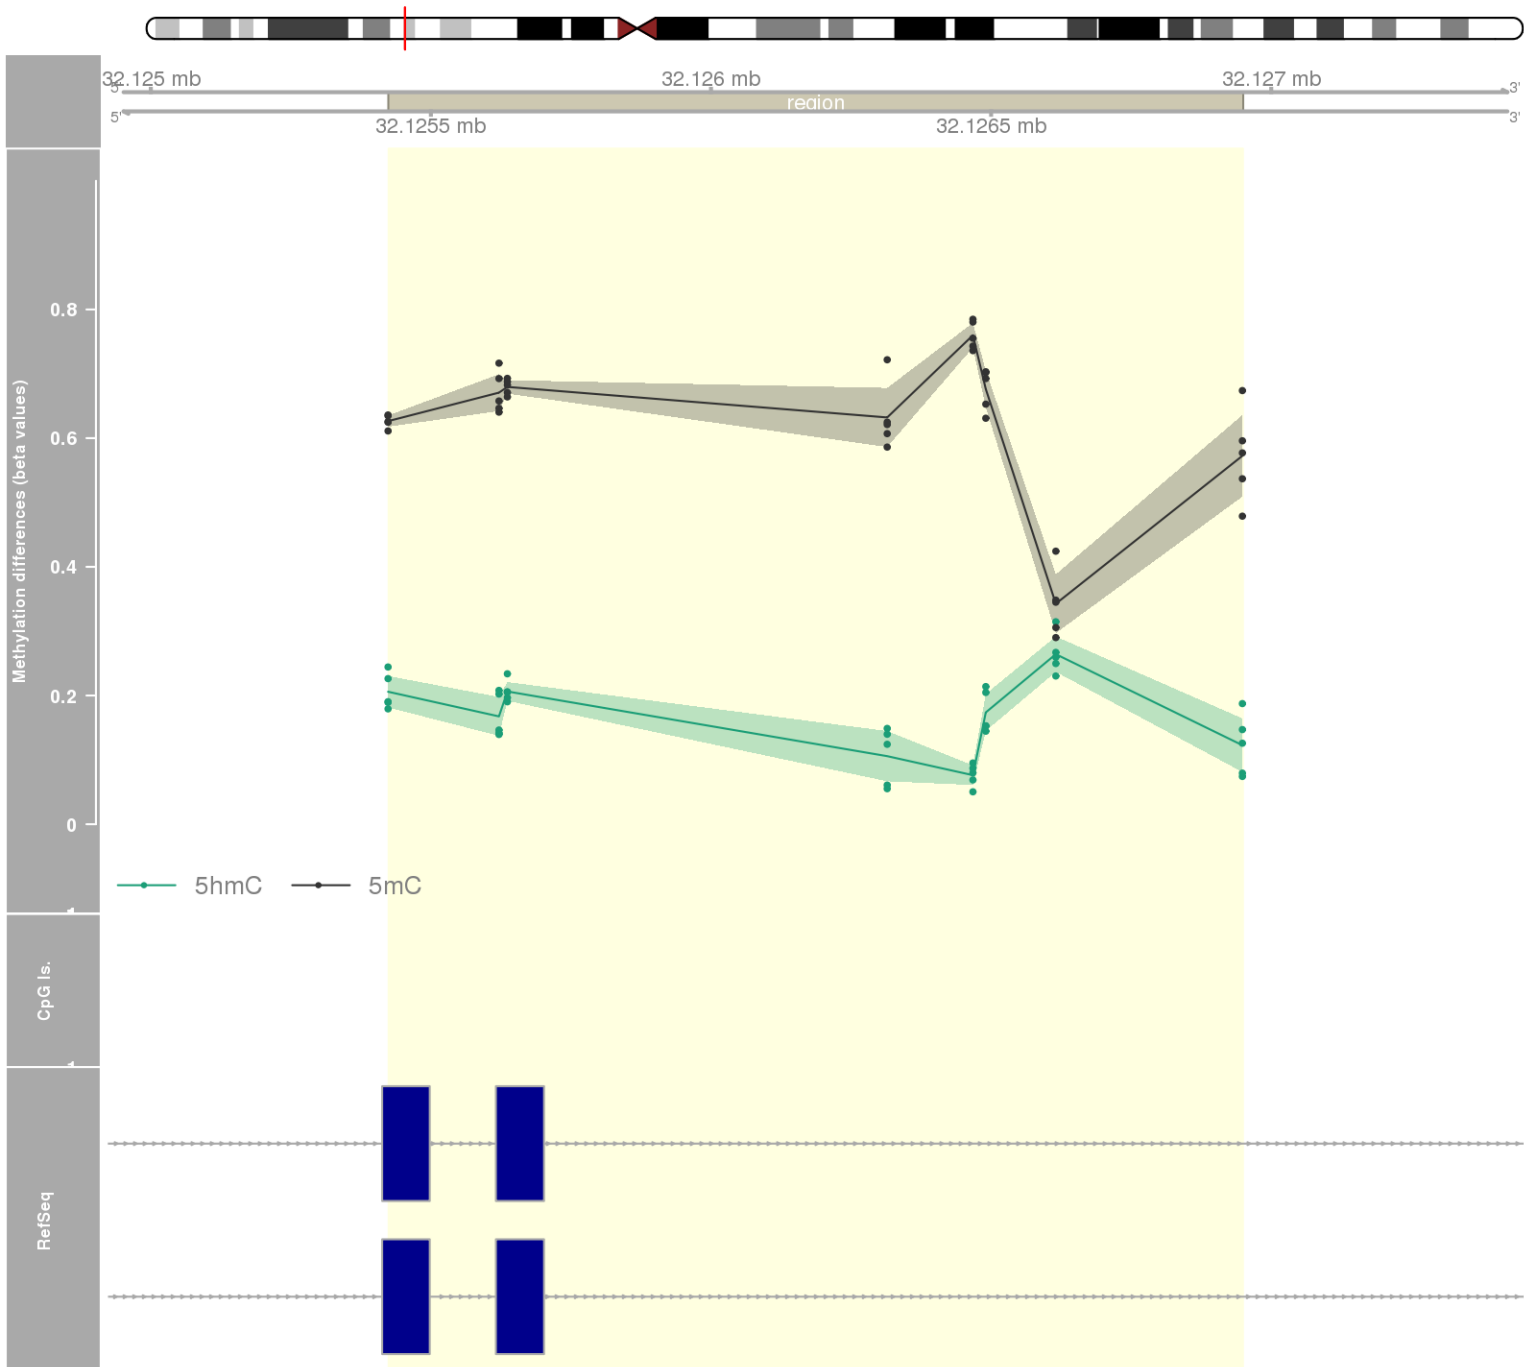 32.125 mb
32.126 mb
32.127 mb
5'
3'
region
5'
3'
32.1255 mb
32.1265 mb
Methylation differences (beta values)
0.8
0.6
0.4
0.2
0
5hmC
5mC
CpG Is.
RefSeq